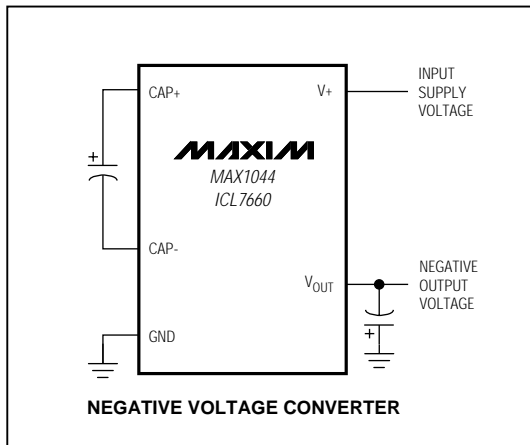 CAP+
V+
INPUT
SUPPLY
VOLTAGE
+
MAXIM
MAX1044
ICL7660
CAP-
VOUT
NEGATIVE
OUTPUT
VOLTAGE
+
GND
NEGATIVE VOLTAGE CONVERTER